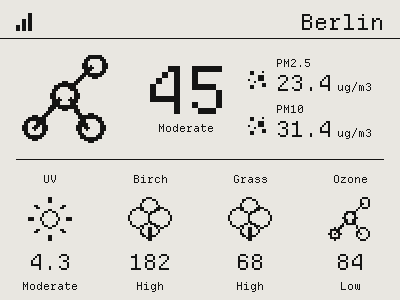 Berlin
45
Moderate
PM2.5
23.4 ug/m3
PM10
31.4 ug/m3
UV Birch Grass Ozone
4.3 182 68 84
Moderate High High Low